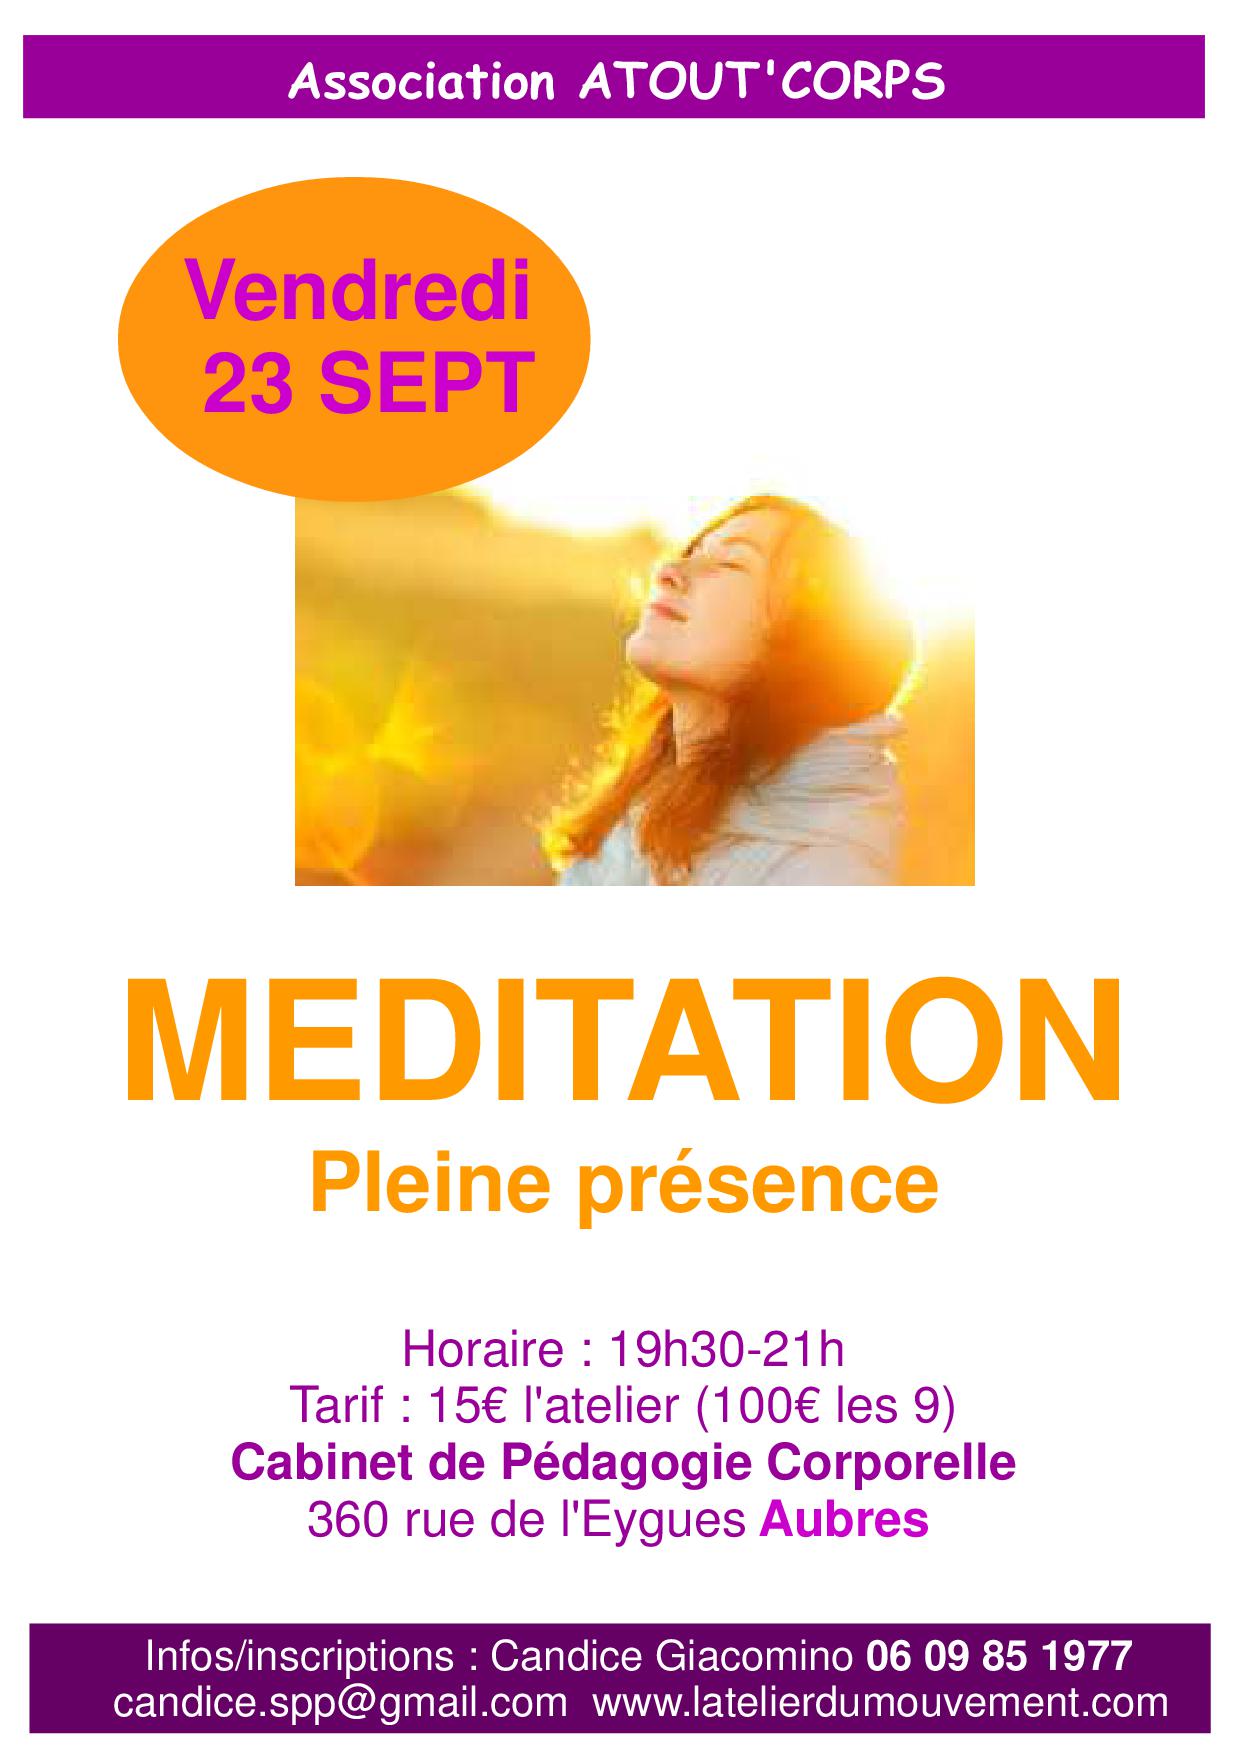 Association ATOUT'CORPS
Vendredi
23 SEPT
MEDITATION
Pleine présence
Horaire : 19h30-21h
Tarif : 15€ l'atelier (100€ les 9)
Cabinet de Pédagogie Corporelle
360 rue de l'Eygues Aubres
Infos/inscriptions : Candice Giacomino 06 09 85 1977
candice.spp@gmail.com www.latelierdumouvement.com